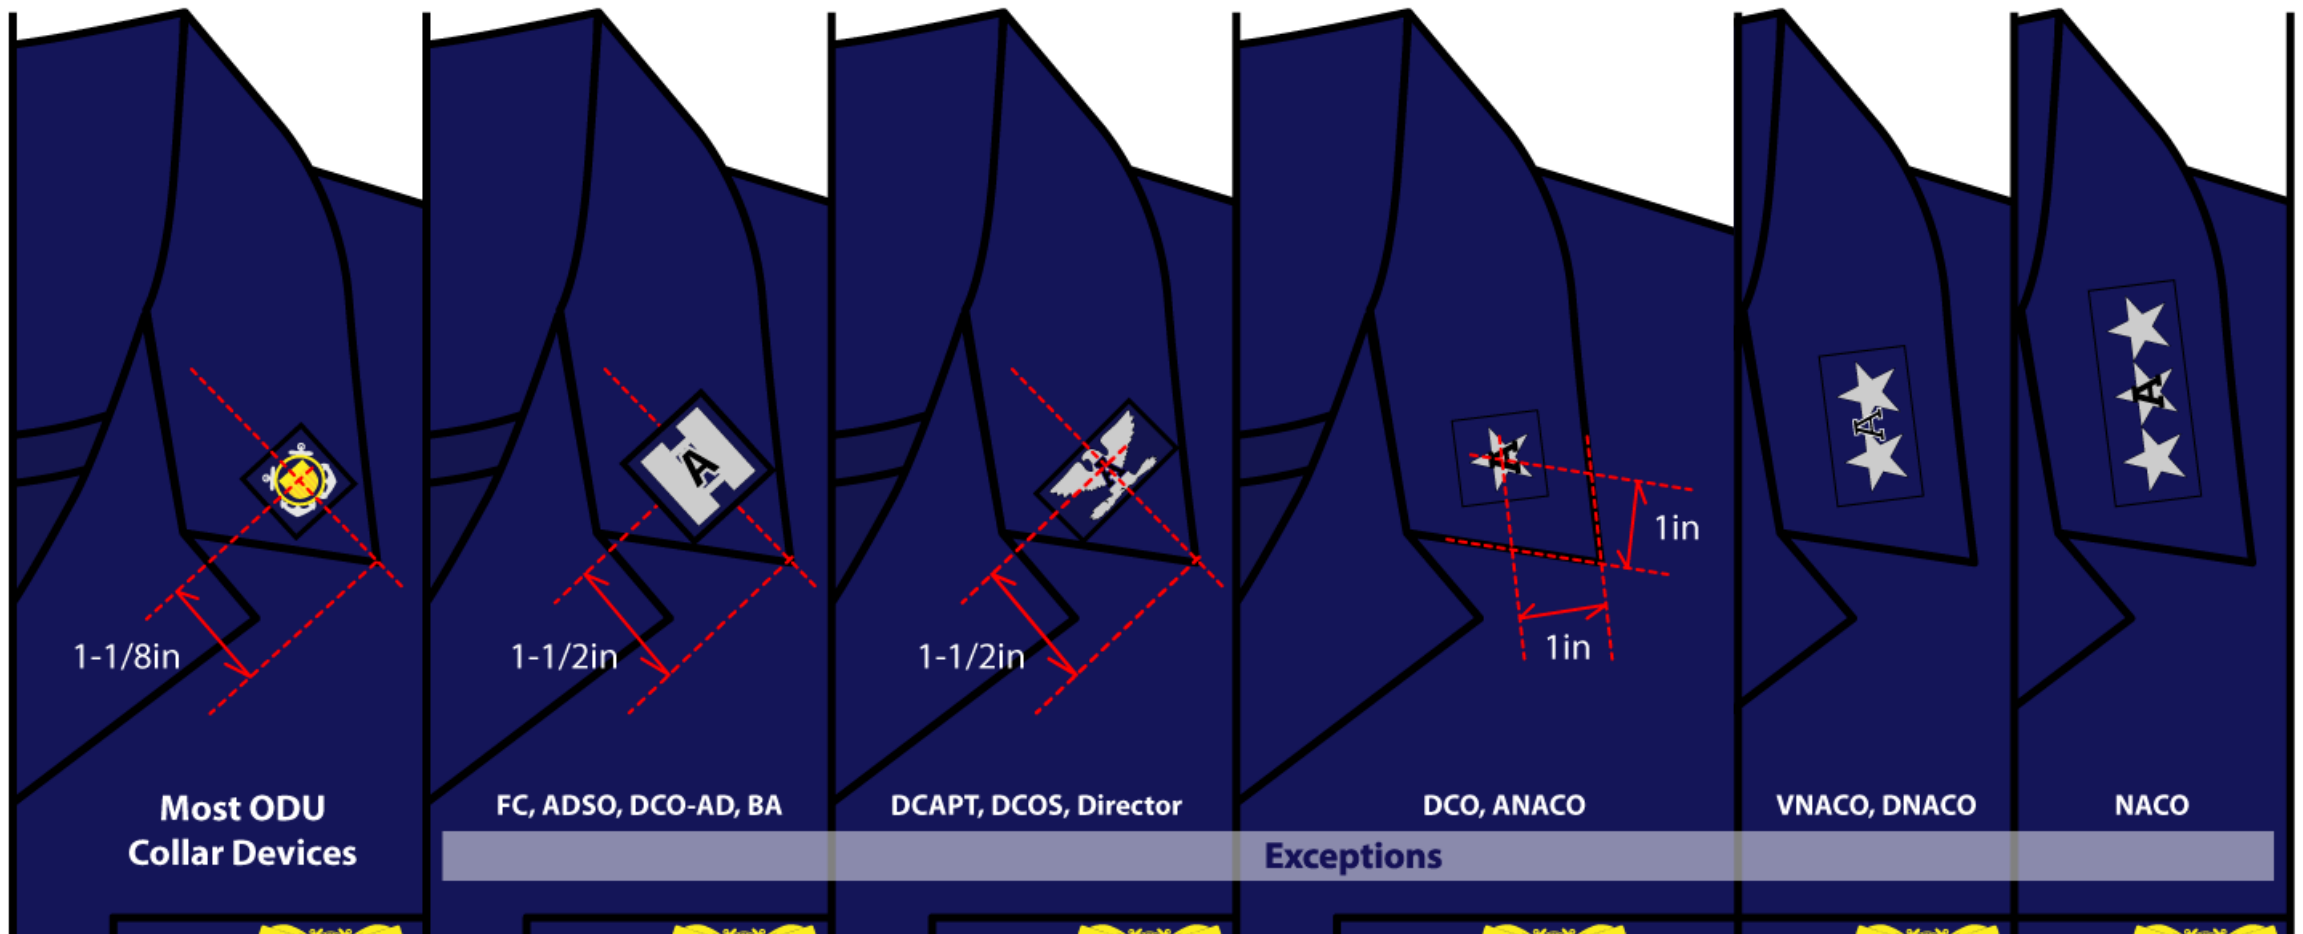 1-1/8in
Most ODU
Collar Devices
A
1-1/2in
FC, ADSO, DCO-AD, BA
A
1-1/2in
DCAPT, DCOS, Director
A
1in
1in
DCO, ANACO
A
VNACO, DNACO
A
NACO
Exceptions